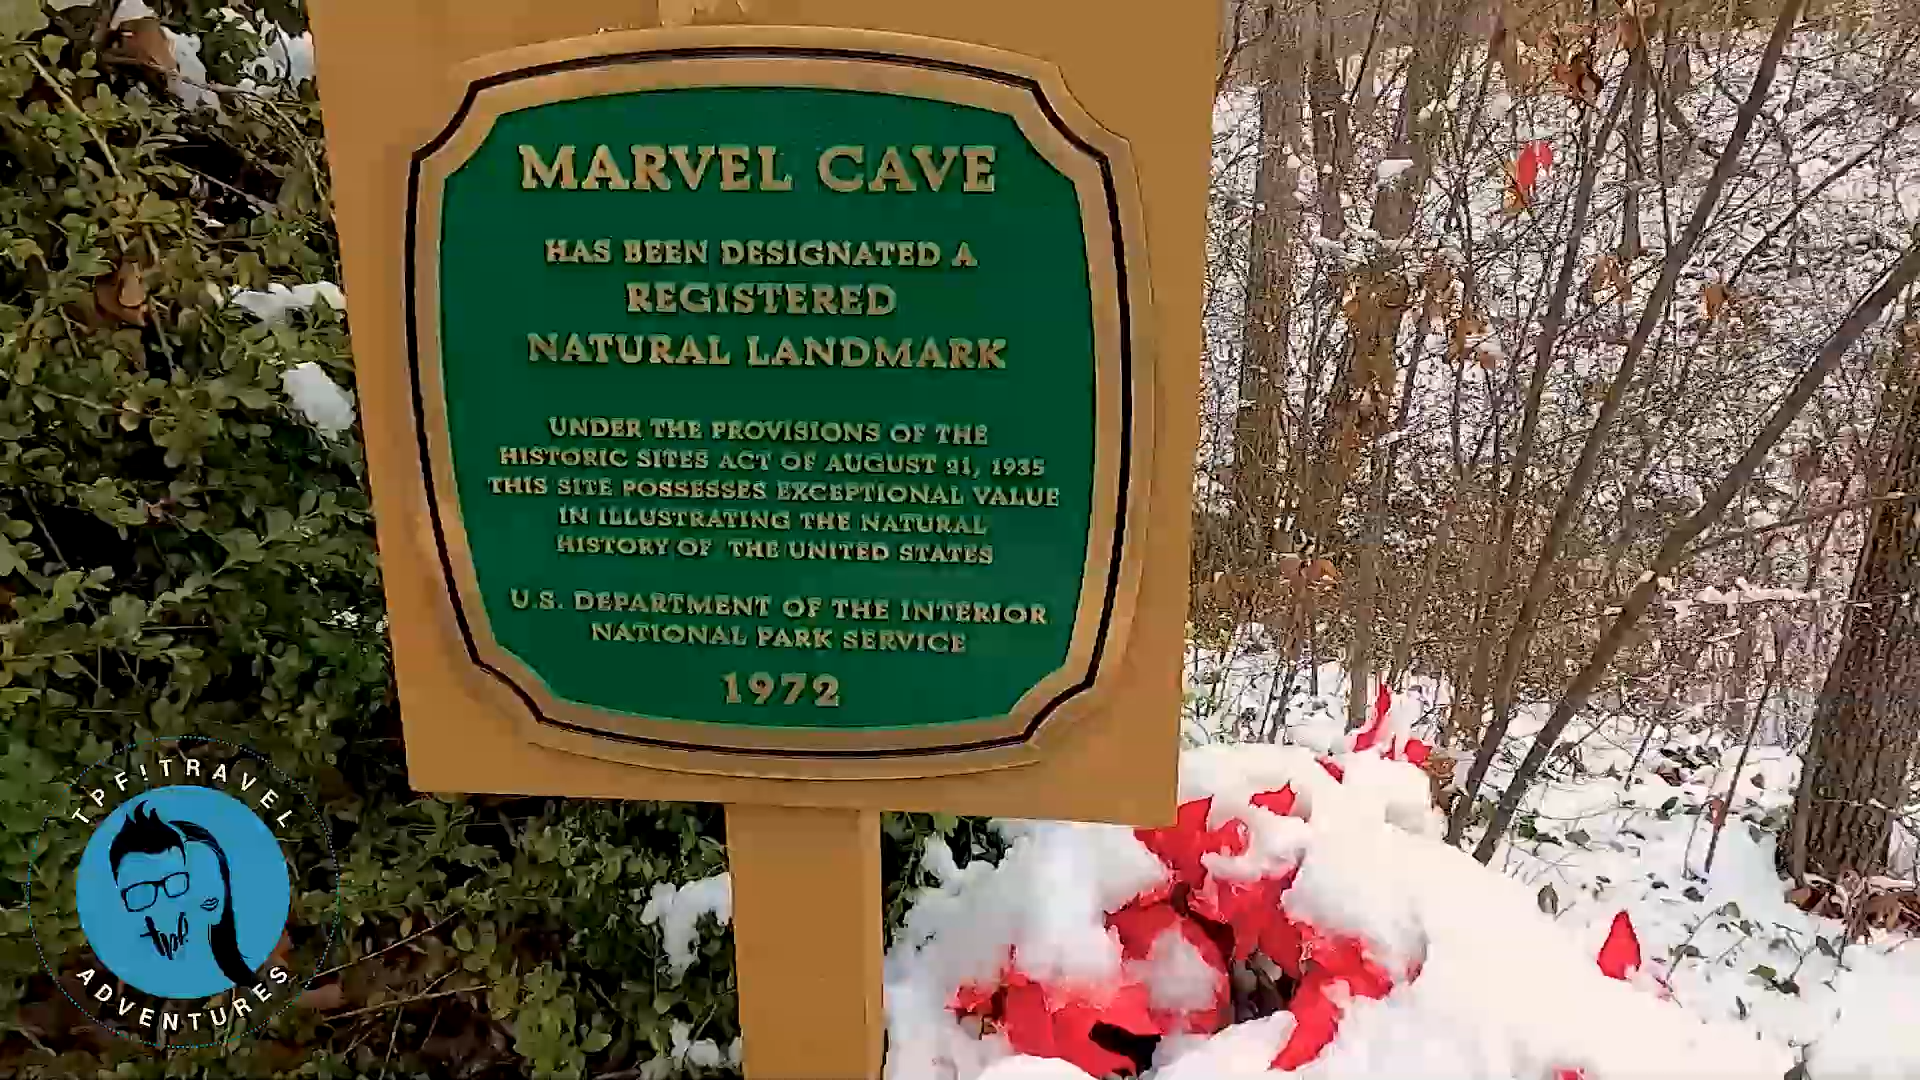 MARVEL CAVE
HAS BEEN DESIGNATED A
REGISTERED
NATURAL LANDMARK
UNDER THE PROVISIONS OF THE
HISTORIC SITES ACT OF AUGUST 21, 1935
THIS SITE POSSESSES EXCEPTIONAL VALUE
IN ILLUSTRATING THE NATURAL
HISTORY OF THE UNITED STATES
U.S. DEPARTMENT OF THE INTERIOR
NATIONAL PARK SERVICE
1972
TPF!TRAVEL
tpf!
ADVENTURES